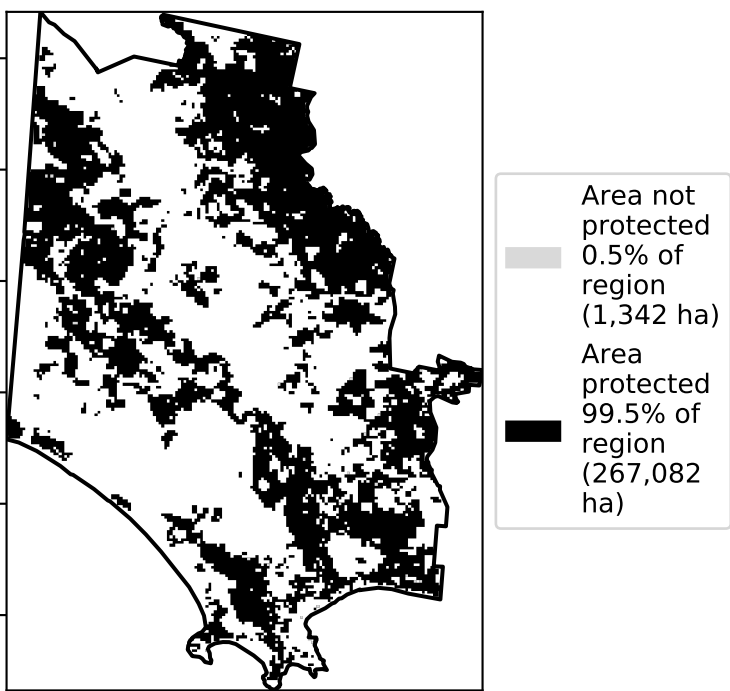 Area not
protected
0.5% of
region
(1,342 ha)
Area
protected
99.5% of
region
(267,082
ha)